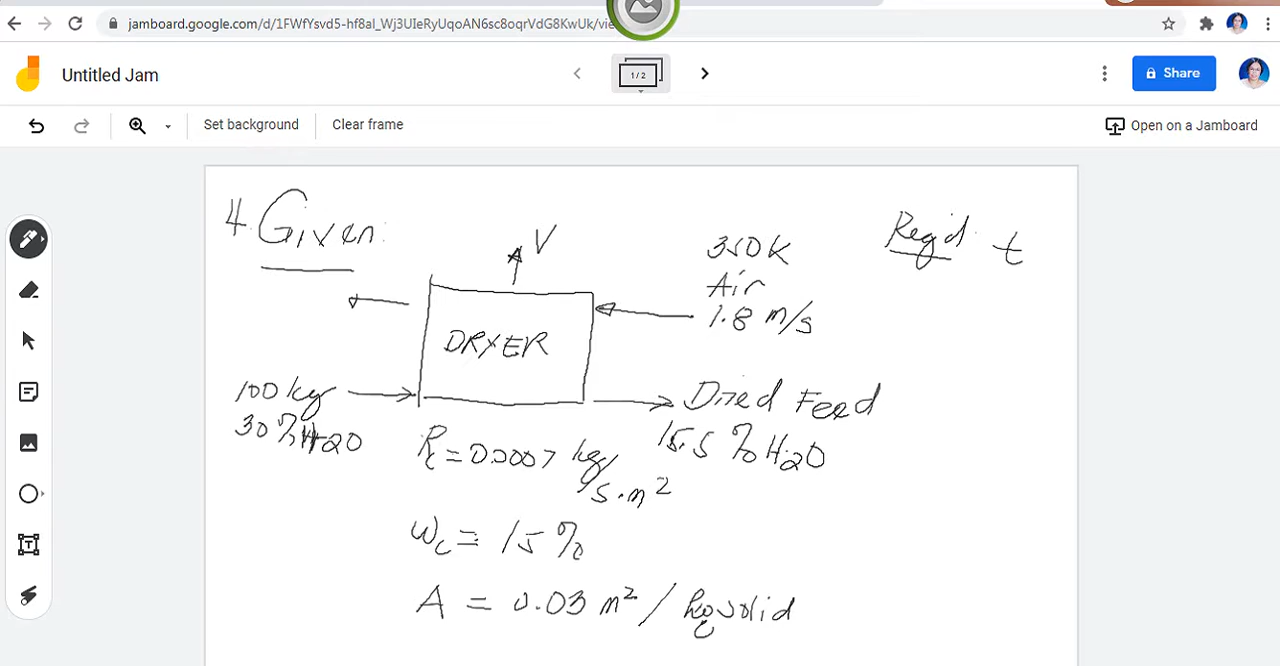 jamboard.google.com/d/1FWfYsvd5-hf8al_Wj3UIeRyUqoAN6sc8oqrVdG8KwUk/vie
Untitled Jam
1/2
Share
Set background
Clear frame
Open on a Jamboard
4. Given:
Req'd: t
V
350K
Air
1.8 m/s
DRYER
100 kg
30% H2O
Dried Feed
15.5 % H2O
Rc = 0.0007 kg/s·m²
Wc = 15%
A = 0.03 m² / kg solid
T